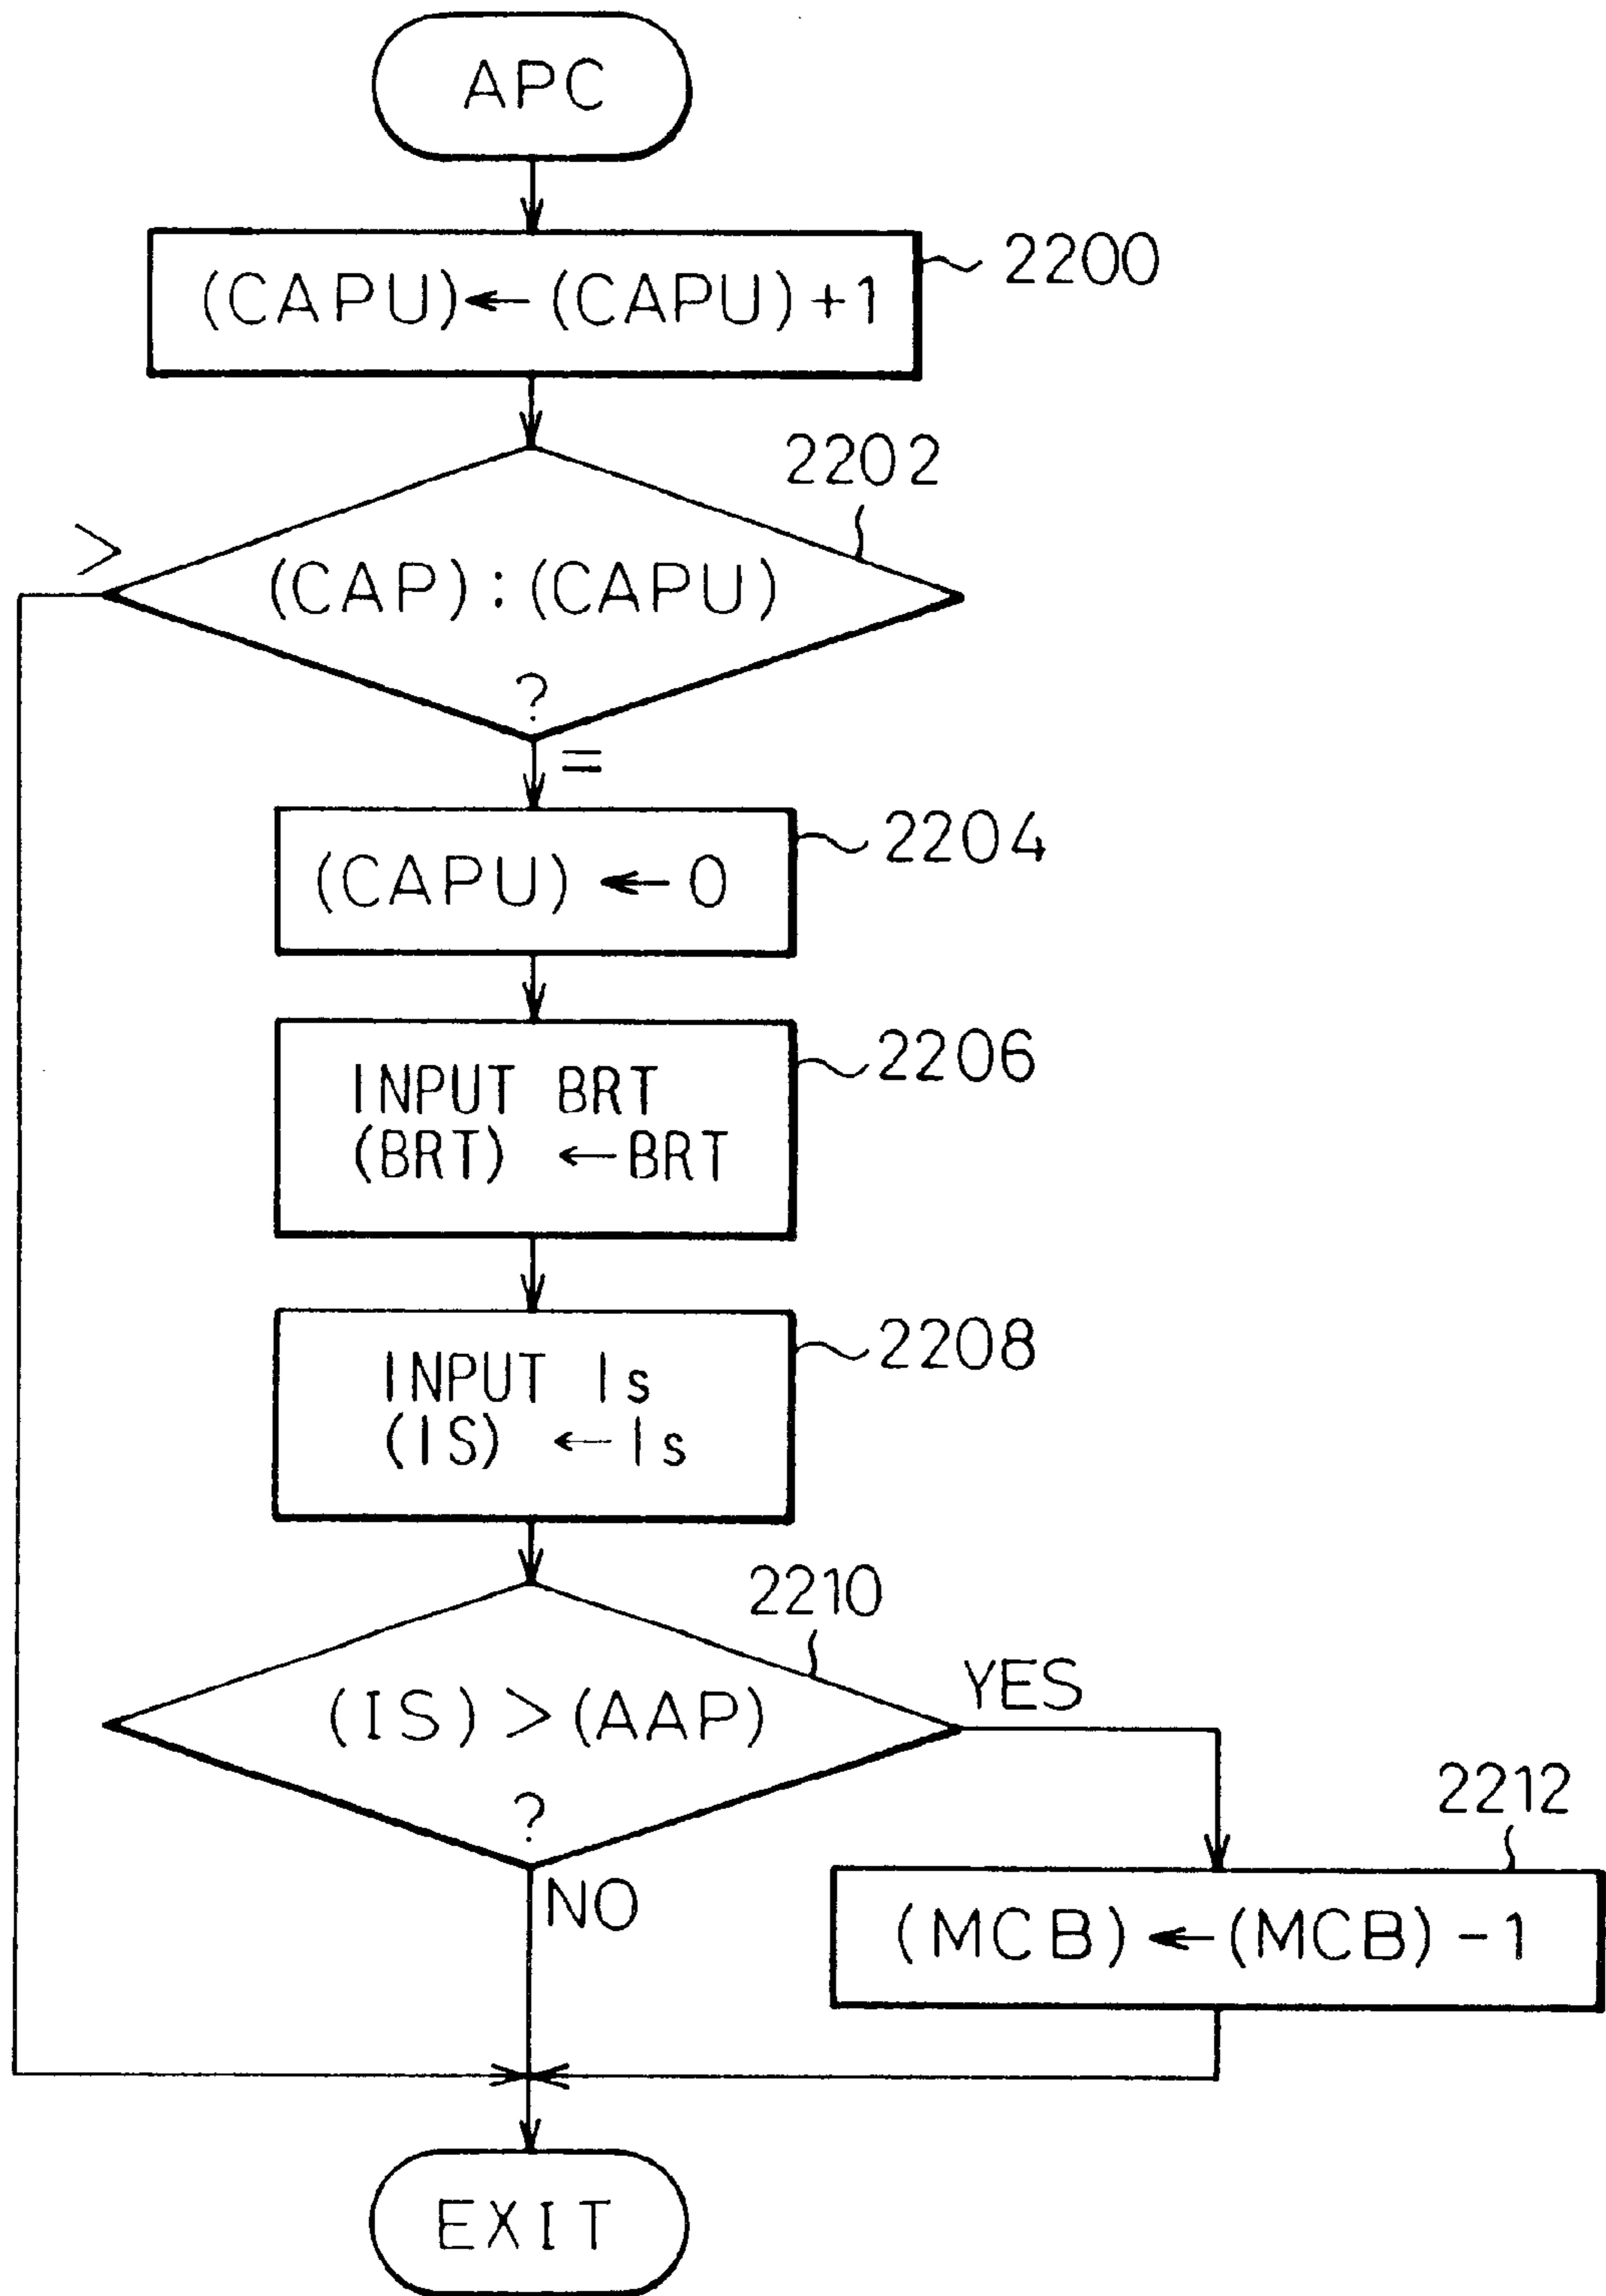 APC
2200
(CAPU)←(CAPU)+1
2202
>
(CAP):(CAPU)
?
=
2204
(CAPU)←0
2206
INPUT BRT
(BRT)←BRT
2208
INPUT Is
(IS)←Is
2210
(IS)>(AAP)
?
YES
NO
2212
(MCB)←(MCB)-1
EXIT